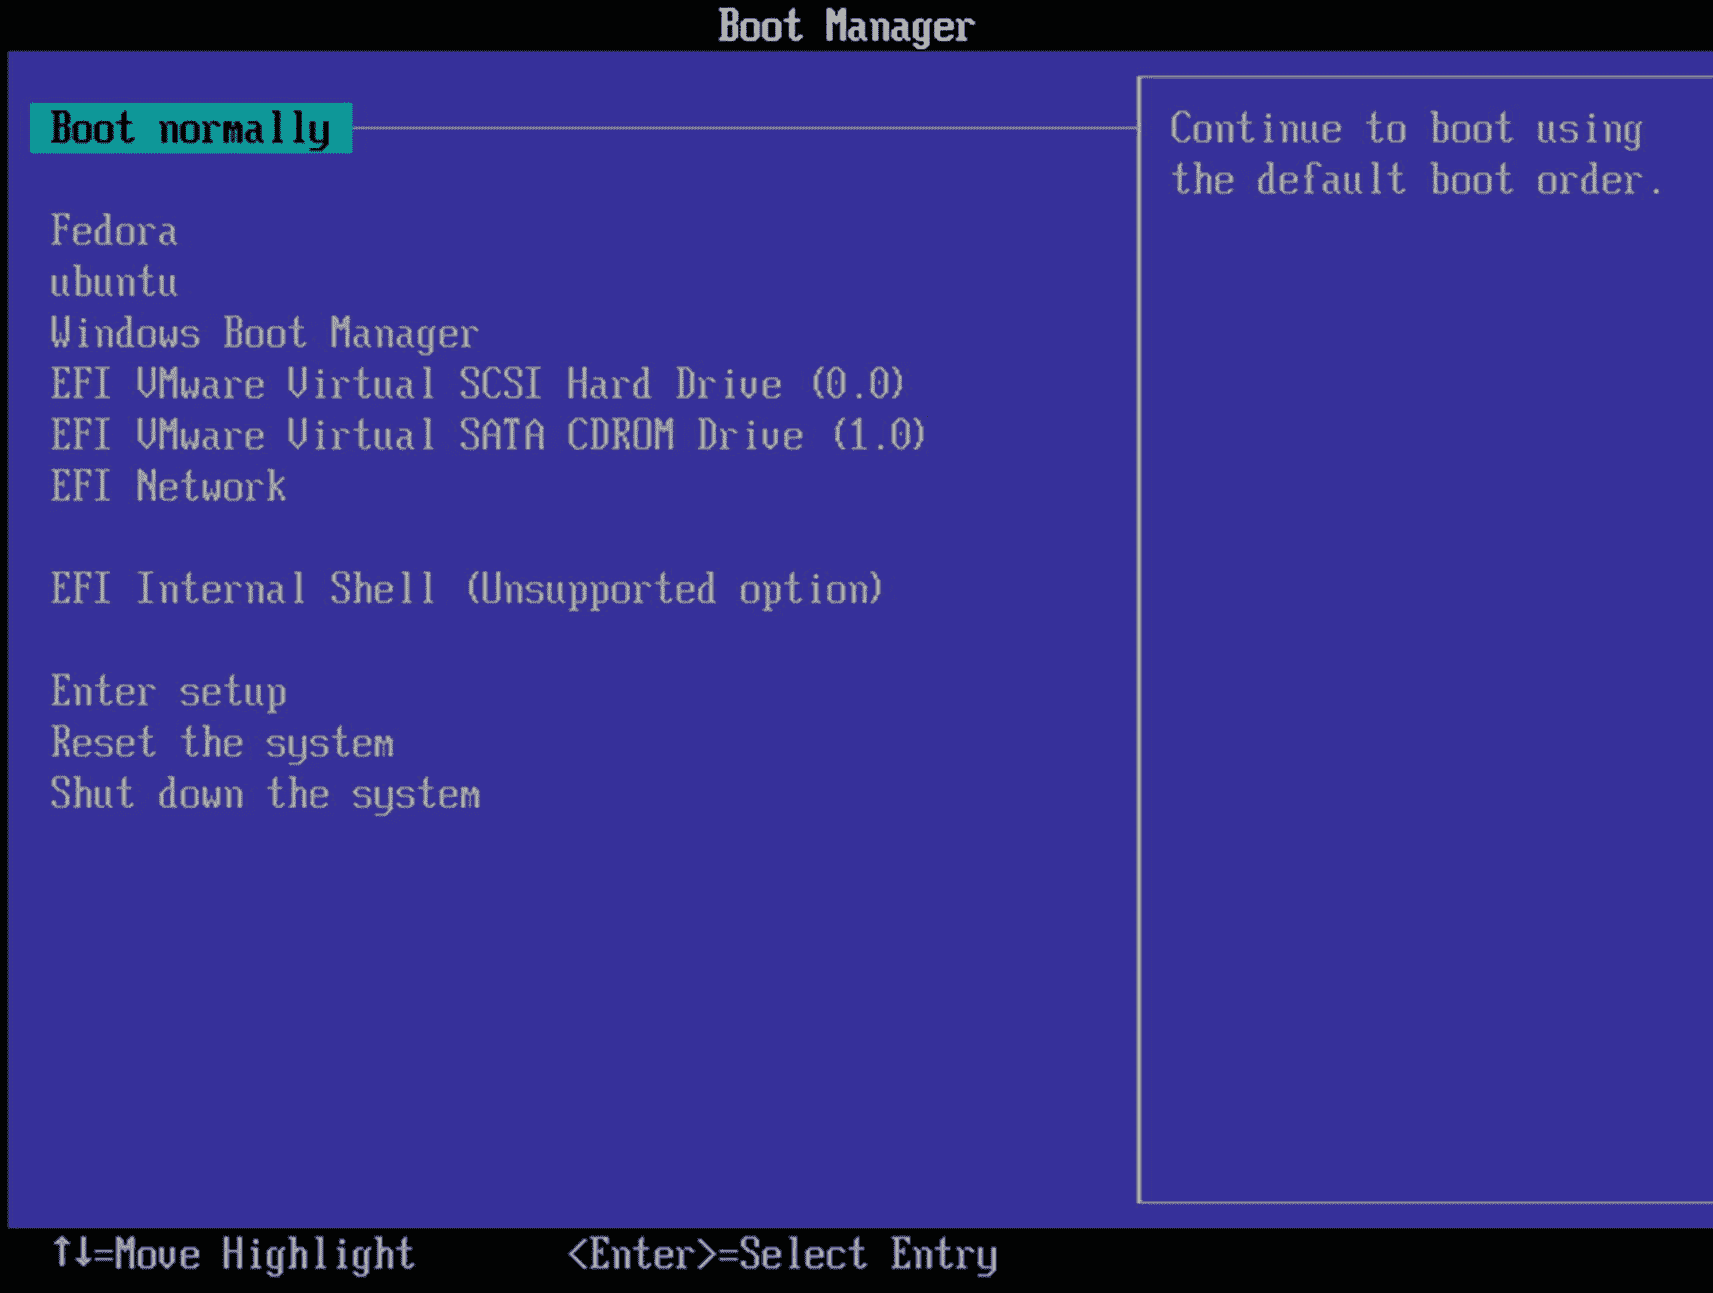 Boot Manager
Boot normally
Continue to boot using
the default boot order.
Fedora
ubuntu
Windows Boot Manager
EFI VMware Virtual SCSI Hard Drive (0.0)
EFI VMware Virtual SATA CDROM Drive (1.0)
EFI Network
EFI Internal Shell (Unsupported option)
Enter setup
Reset the system
Shut down the system
↑↓=Move Highlight <Enter>=Select Entry